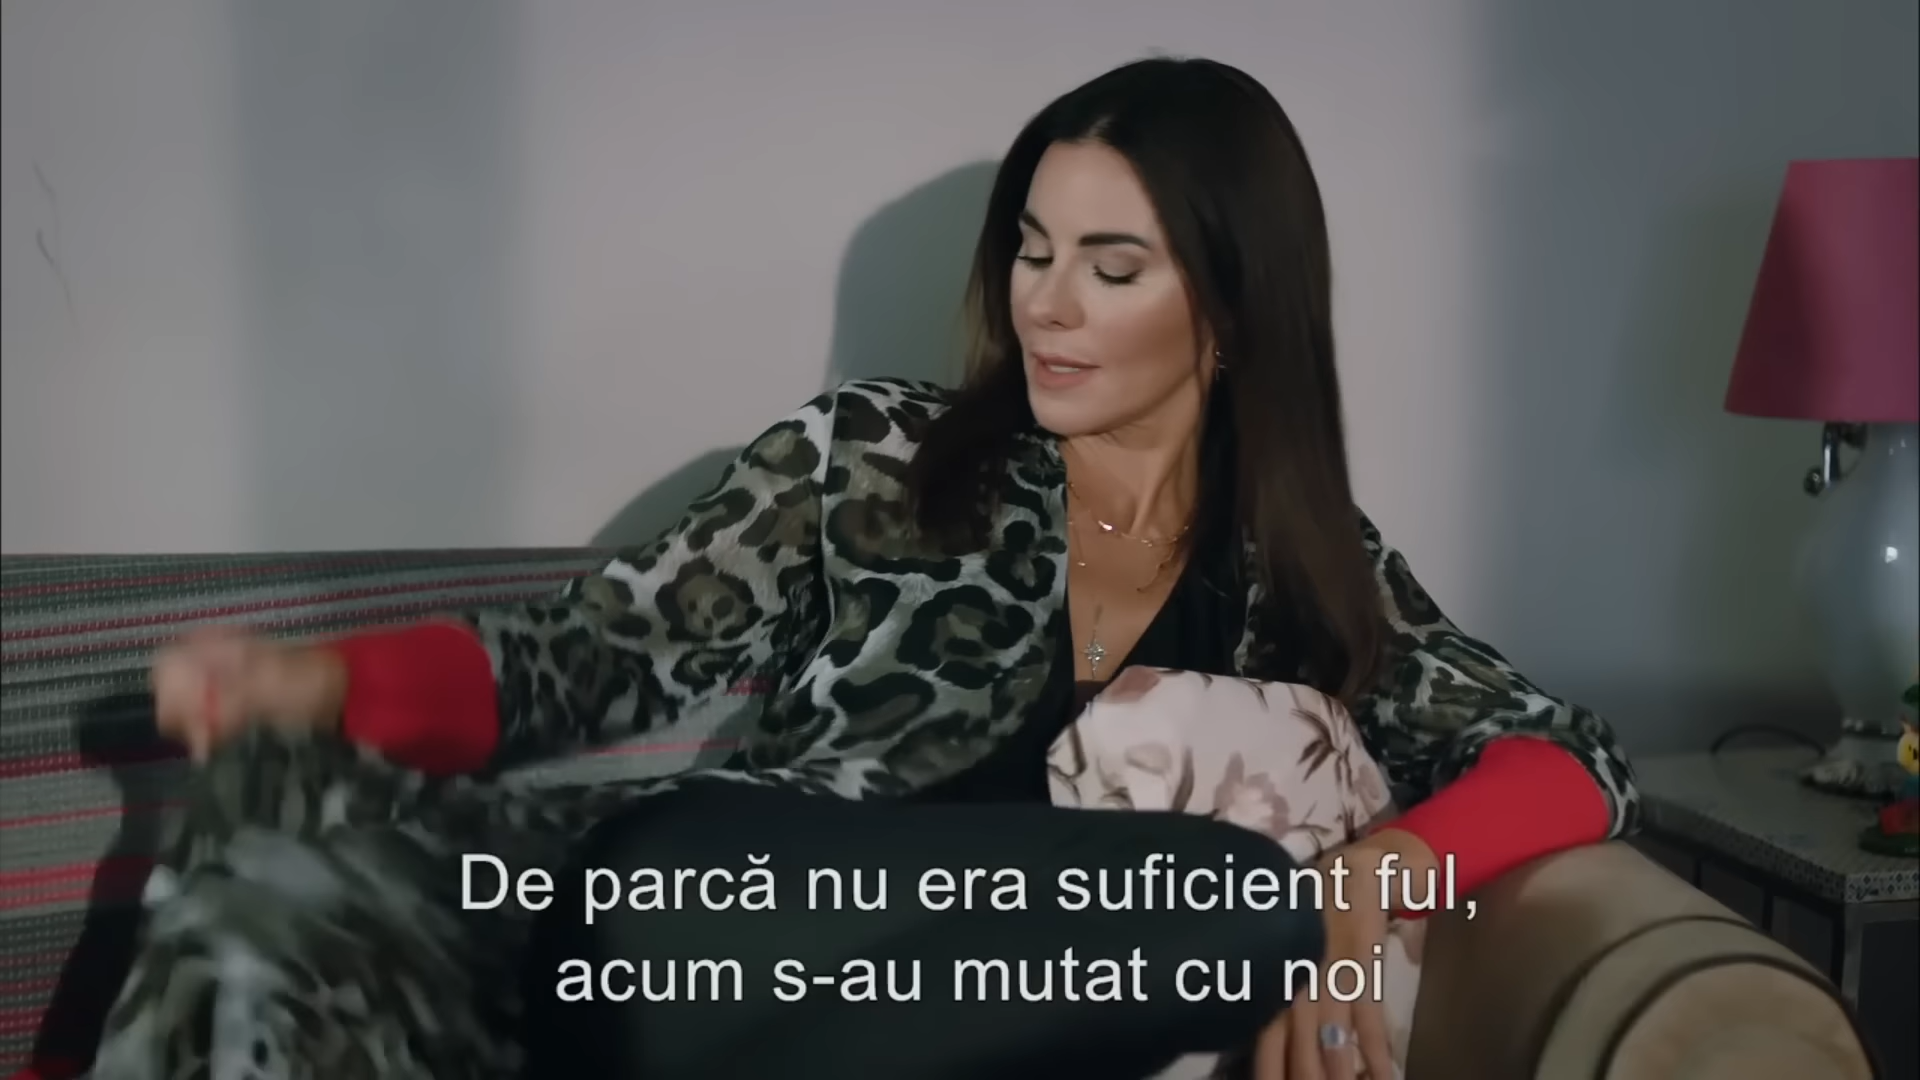 De parcă nu era suficient ful,
acum s-au mutat cu noi